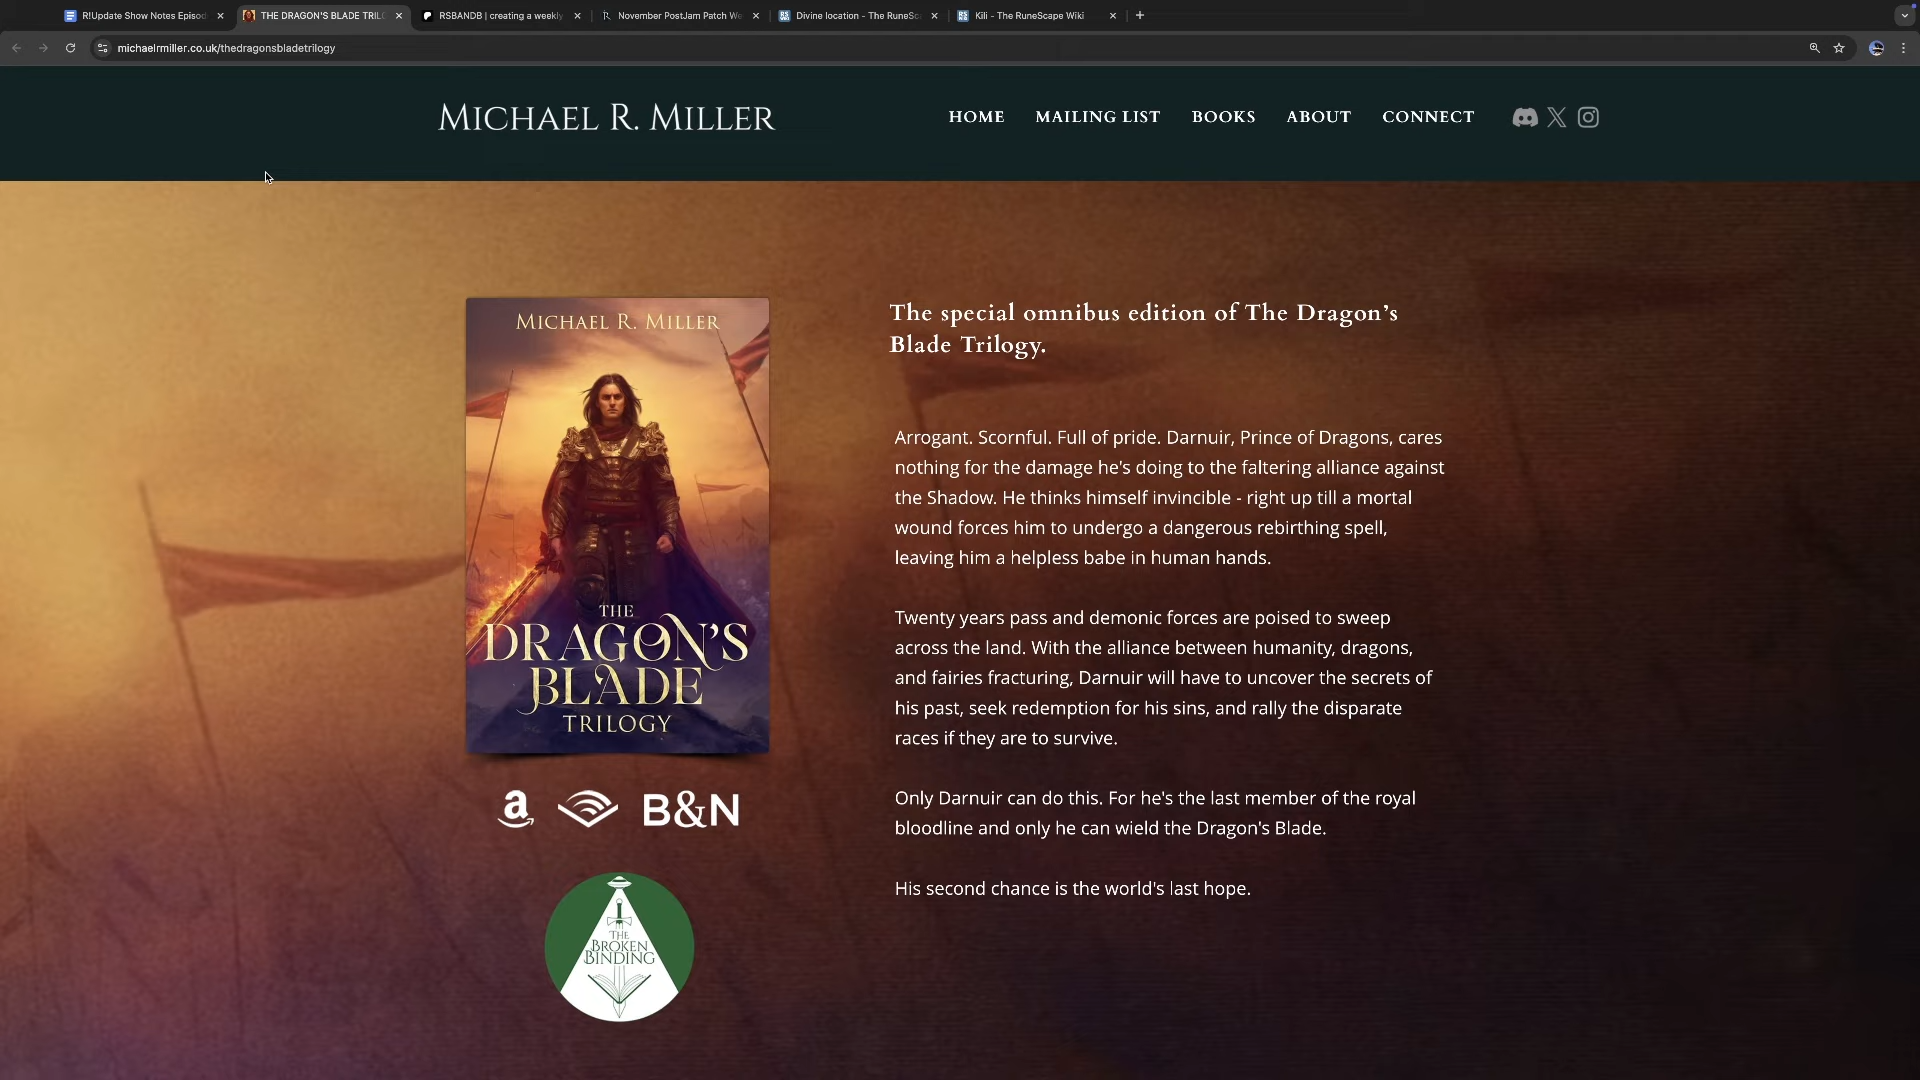 R!Update Show Notes Episod
THE DRAGON'S BLADE TRILO
RSBANDB | creating a weekly
November PostJam Patch We
Divine location - The RuneSc
Kili - The RuneScape Wiki
michaelrmiller.co.uk/thedragonsbladetrilogy
MICHAEL R. MILLER
HOME
MAILING LIST
BOOKS
ABOUT
CONNECT
MICHAEL R. MILLER
THE
DRAGON'S
BLADE
TRILOGY
a
B&N
THE
BROKEN
BINDING
The special omnibus edition of The Dragon's
Blade Trilogy.
Arrogant. Scornful. Full of pride. Darnuir, Prince of Dragons, cares
nothing for the damage he's doing to the faltering alliance against
the Shadow. He thinks himself invincible - right up till a mortal
wound forces him to undergo a dangerous rebirthing spell,
leaving him a helpless babe in human hands.
Twenty years pass and demonic forces are poised to sweep
across the land. With the alliance between humanity, dragons,
and fairies fracturing, Darnuir will have to uncover the secrets of
his past, seek redemption for his sins, and rally the disparate
races if they are to survive.
Only Darnuir can do this. For he's the last member of the royal
bloodline and only he can wield the Dragon's Blade.
His second chance is the world's last hope.